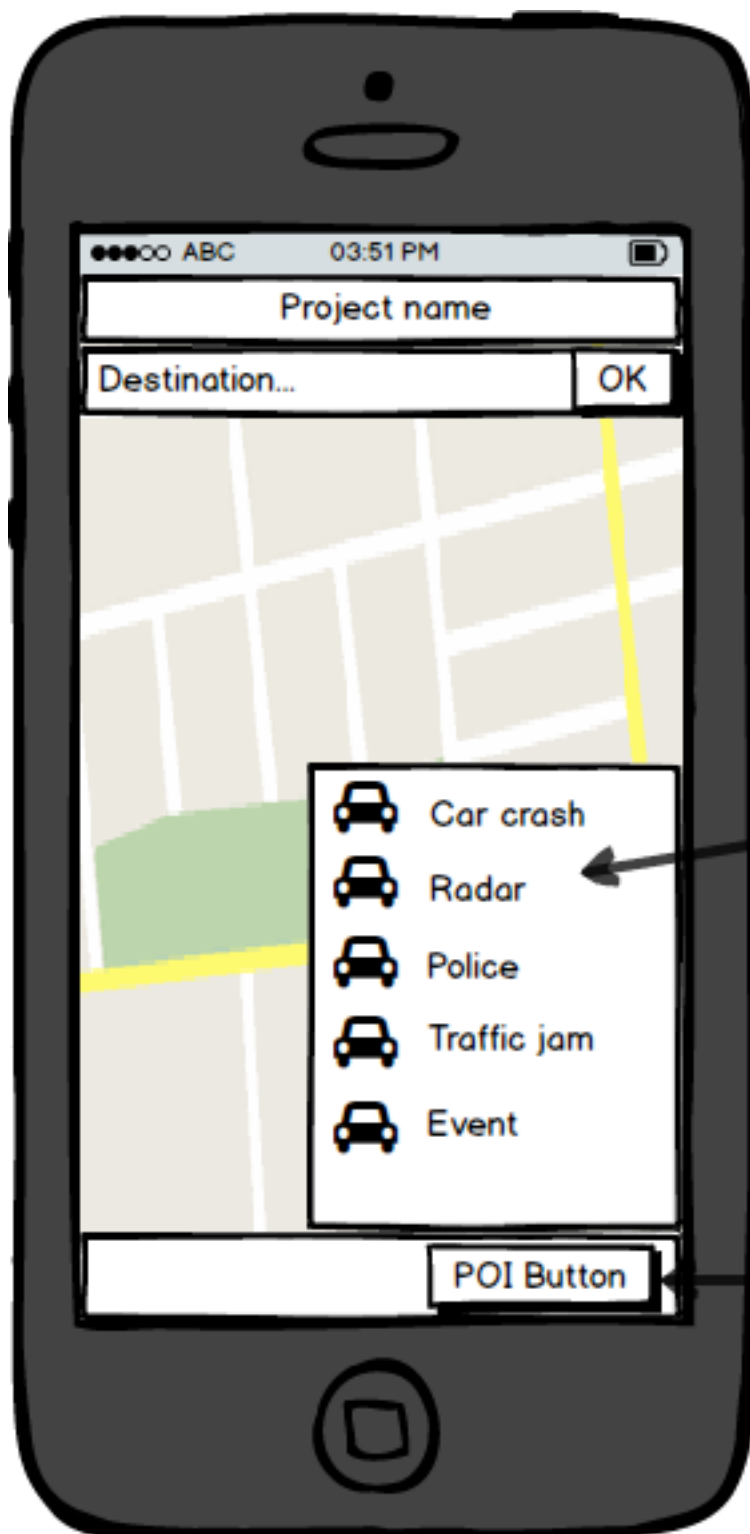 ABC 03:51 PM
Project name
Destination... OK
Car crash
Radar
Police
Traffic jam
Event
POI Button